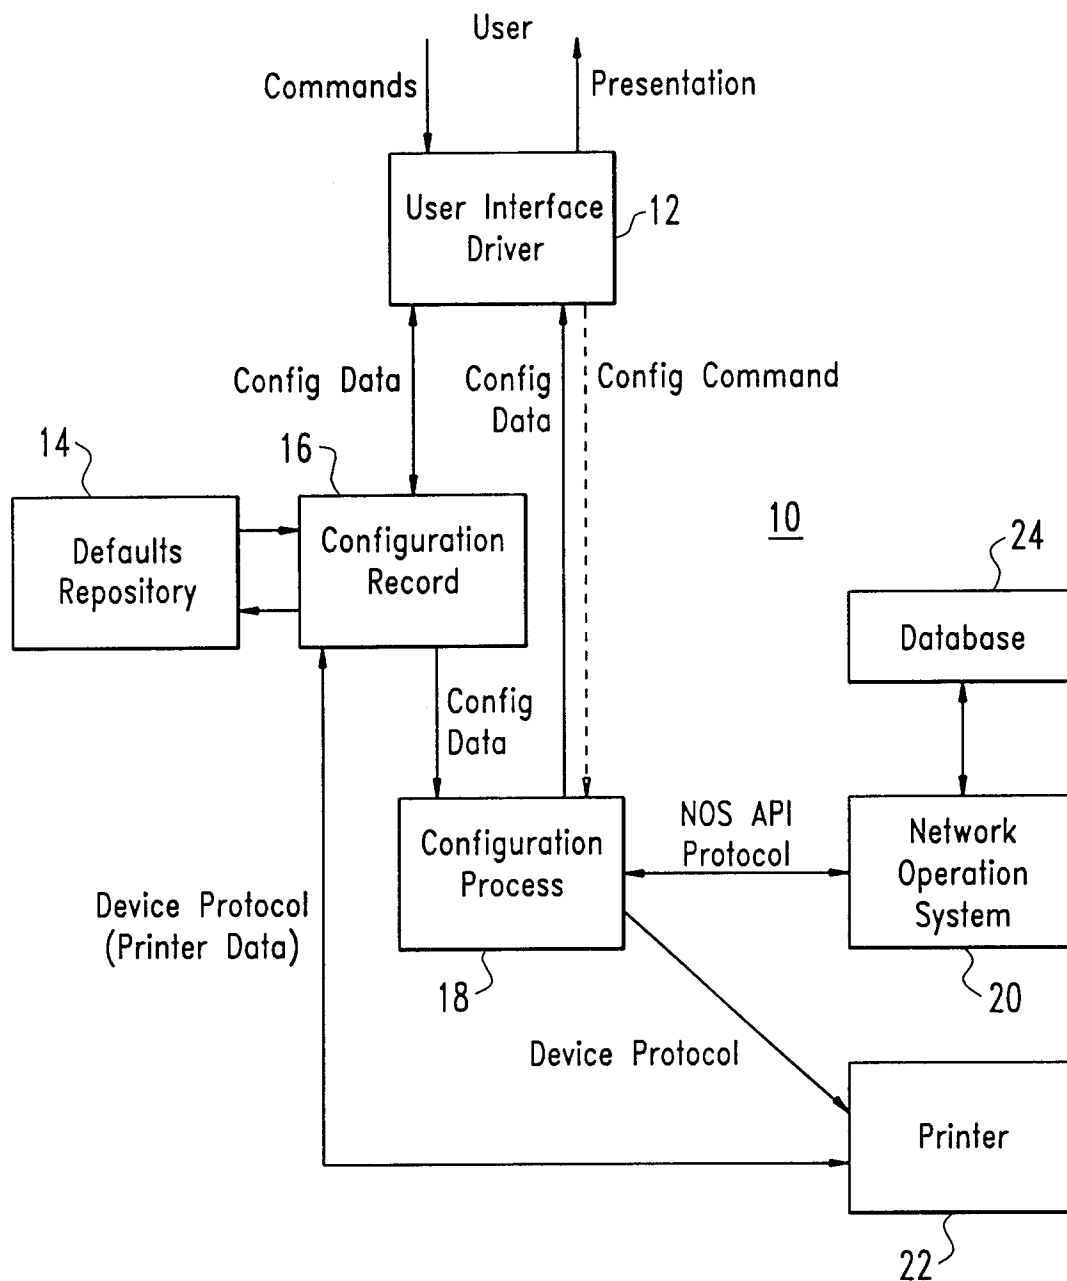 User
Commands
Presentation
User Interface
Driver
12
Config Data
Config
Data
Config Command
14
16
10
Defaults
Repository
Configuration
Record
24
Database
Config
Data
Configuration
Process
NOS API
Protocol
Network
Operation
System
Device Protocol
(Printer Data)
18
20
Device Protocol
Printer
22